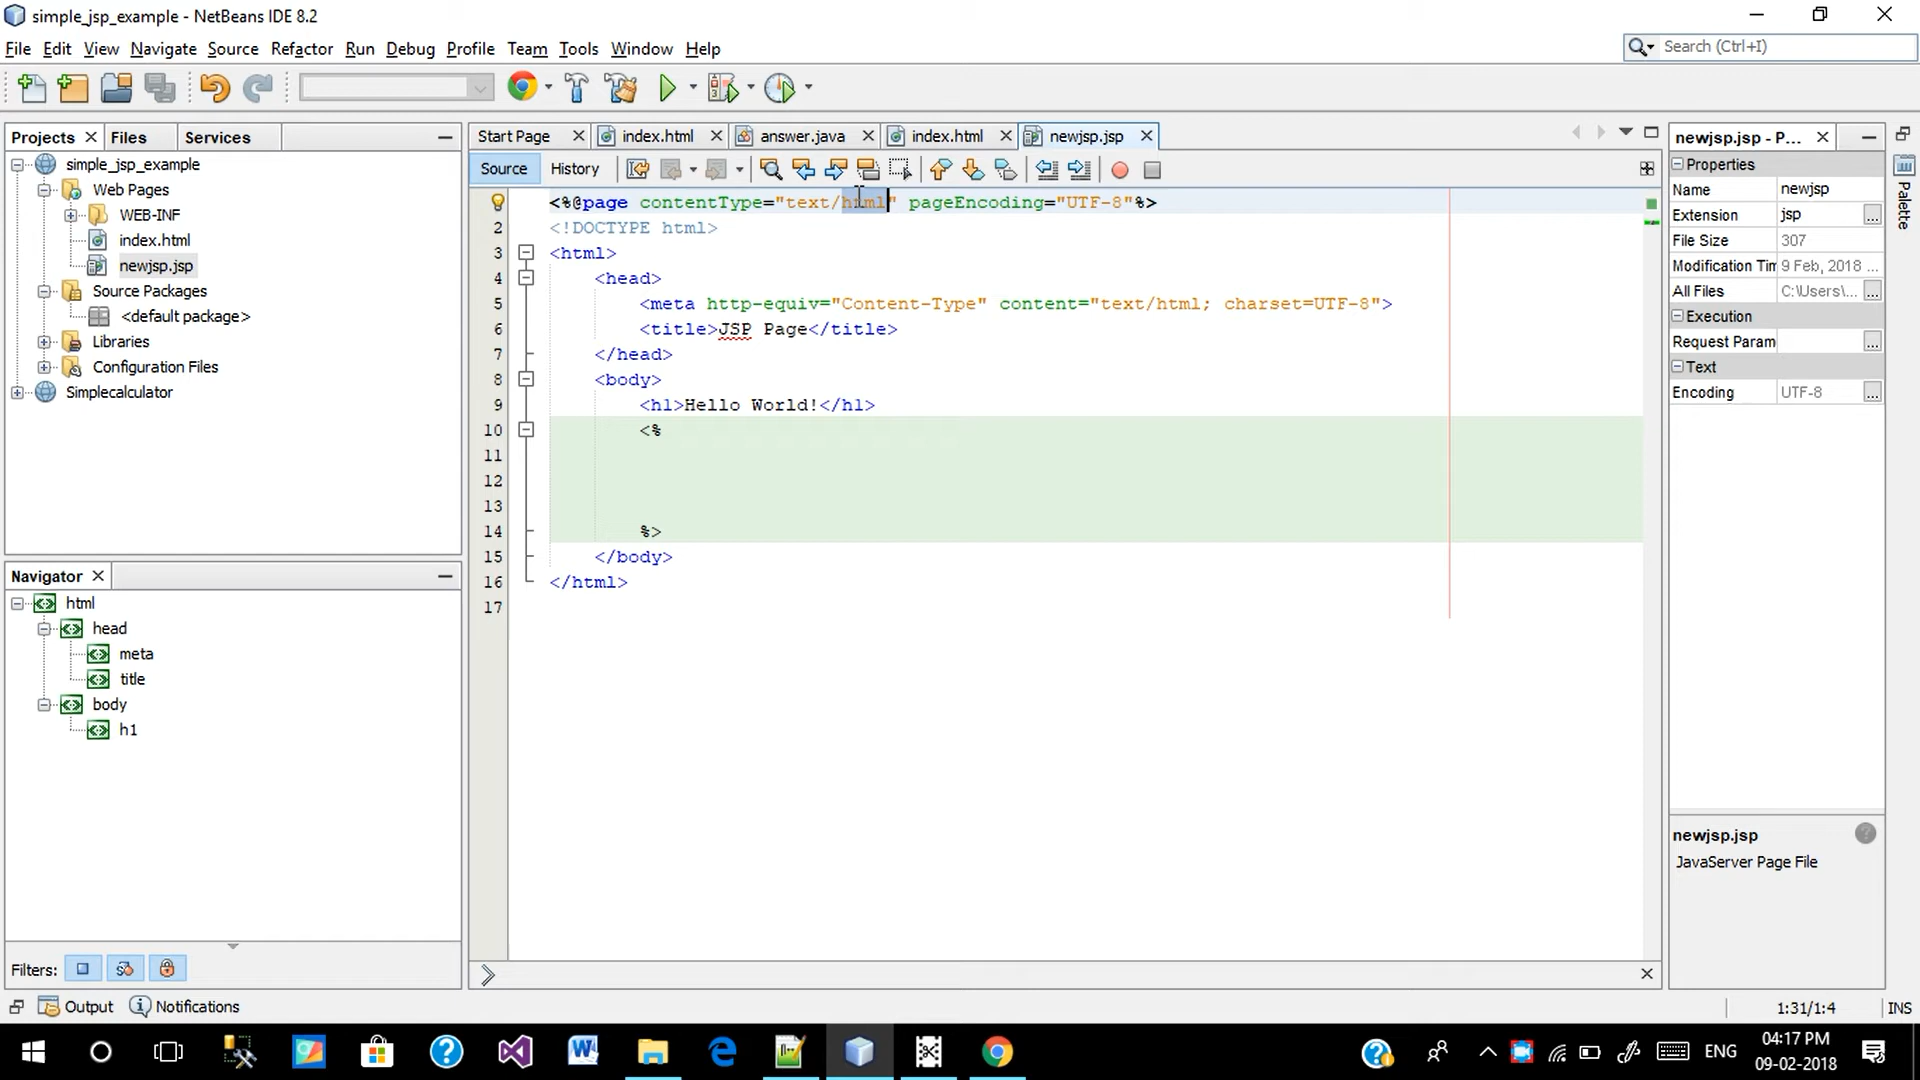 simple_jsp_example - NetBeans IDE 8.2
File Edit View Navigate Source Refactor Run Debug Profile Team Tools Window Help
Search (Ctrl+I)
Projects Files Services
simple_jsp_example
Web Pages
WEB-INF
index.html
newjsp.jsp
Source Packages
<default package>
Libraries
Configuration Files
Simplecalculator
Start Page index.html answer.java index.html newjsp.jsp
Source History
1 <%@page contentType="text/html" pageEncoding="UTF-8"%>
2 <!DOCTYPE html>
3 <html>
4 <head>
5 <meta http-equiv="Content-Type" content="text/html; charset=UTF-8">
6 <title>JSP Page</title>
7 </head>
8 <body>
9 <h1>Hello World!</h1>
10 <%
11
12
13
14 %>
15 </body>
16 </html>
17
newjsp.jsp - P...
Properties
Name newjsp
Extension jsp ...
File Size 307
Modification Tim 9 Feb, 2018 ...
All Files C:\Users\... ...
Execution
Request Param ...
Text
Encoding UTF-8 ...
Palette
newjsp.jsp
JavaServer Page File
Navigator
html
head
meta
title
body
h1
Filters:
Output Notifications
1:31/1:4 INS
ENG
04:17 PM
09-02-2018